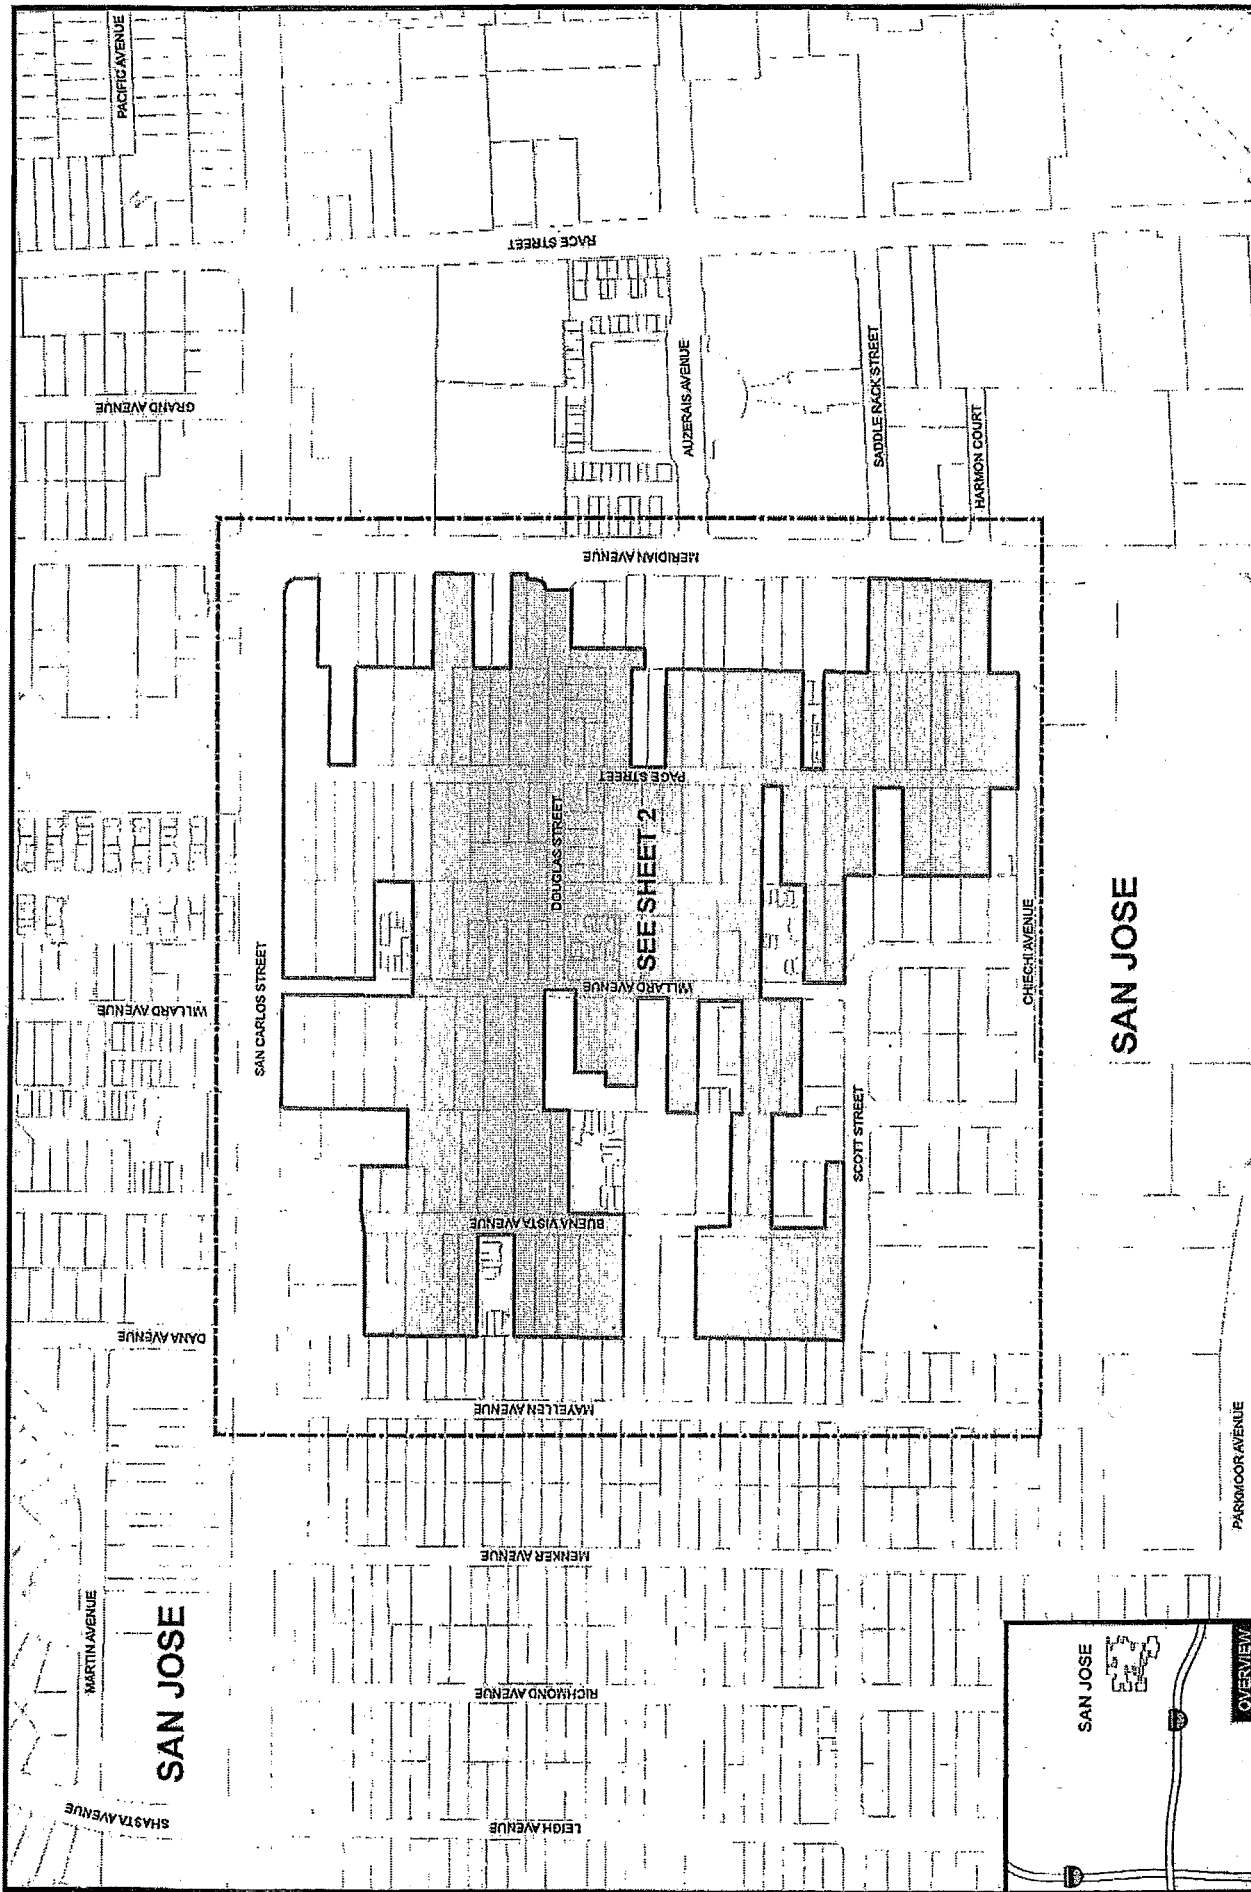 PACIFIC AVENUE
RACE STREET
GRAND AVENUE
AUZERAIS AVENUE
SADDLE RACK STREET
HARMON COURT
MERIDIAN AVENUE
PAGE STREET
DOUGLAS STREET
SEE SHEET 2
WILLARD AVENUE
WILLARD AVENUE
SAN CARLOS STREET
CHIECHI AVENUE
SAN JOSE
SCOTT STREET
BUENA VISTA AVENUE
DANA AVENUE
MAYELLEN AVENUE
PARKMOOR AVENUE
MENKER AVENUE
MARTIN AVENUE
SAN JOSE
RICHMOND AVENUE
SHASTA AVENUE
LEIGH AVENUE
SAN JOSE
OVERVIEW